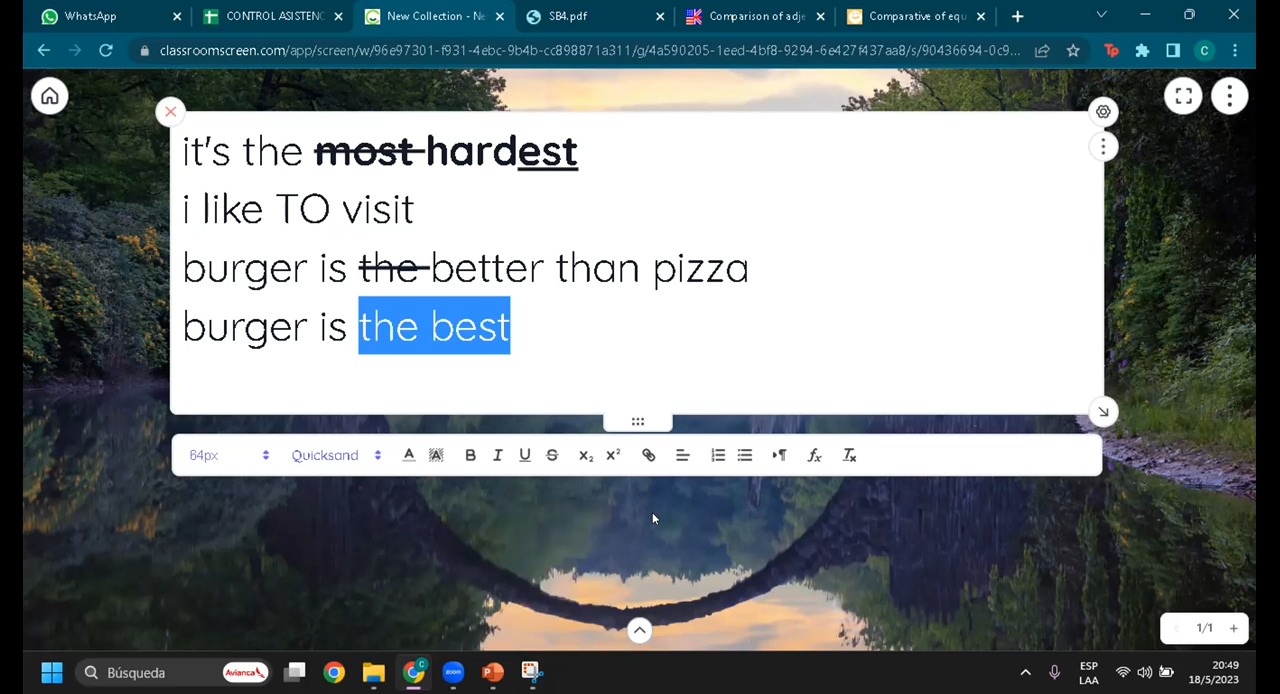 WhatsApp
CONTROL ASISTENC
New Collection - Ne
SB4.pdf
Comparison of adje
Comparative of equ
classroomscreen.com/app/screen/w/96e97301-f931-4ebc-9b4b-cc898871a311/g/4a590205-1eed-4bf8-9294-6e427f437aa8/s/90436694-0c9...
it's the most hardest
i like TO visit
burger is the better than pizza
burger is the best
64px Quicksand
1/1
Búsqueda
Avianca
zoom
ESP
LAA
20:49
18/5/2023